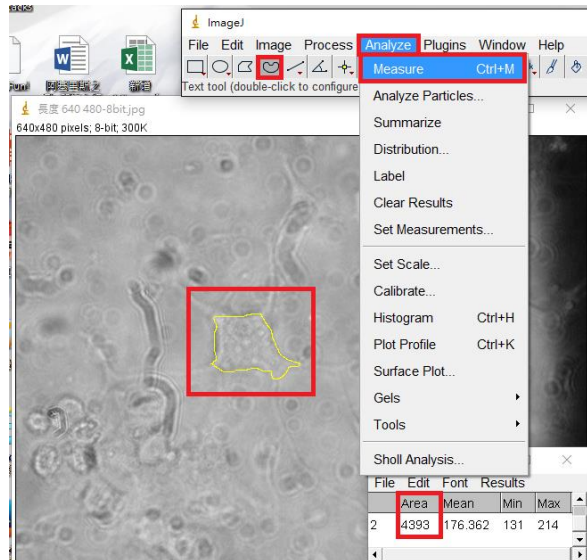 ImageJ
File Edit Image Process Analyze Plugins Window Help
Text tool (double-click to configure
Measure Ctrl+M
Analyze Particles...
Summarize
Distribution...
Label
Clear Results
Set Measurements...
Set Scale...
Calibrate...
Histogram Ctrl+H
Plot Profile Ctrl+K
Surface Plot...
Gels
Tools
Sholl Analysis...
長度 640 480-8bit.jpg
640x480 pixels; 8-bit; 300K
File Edit Font Results
Area Mean Min Max
2 4393 176.362 131 214